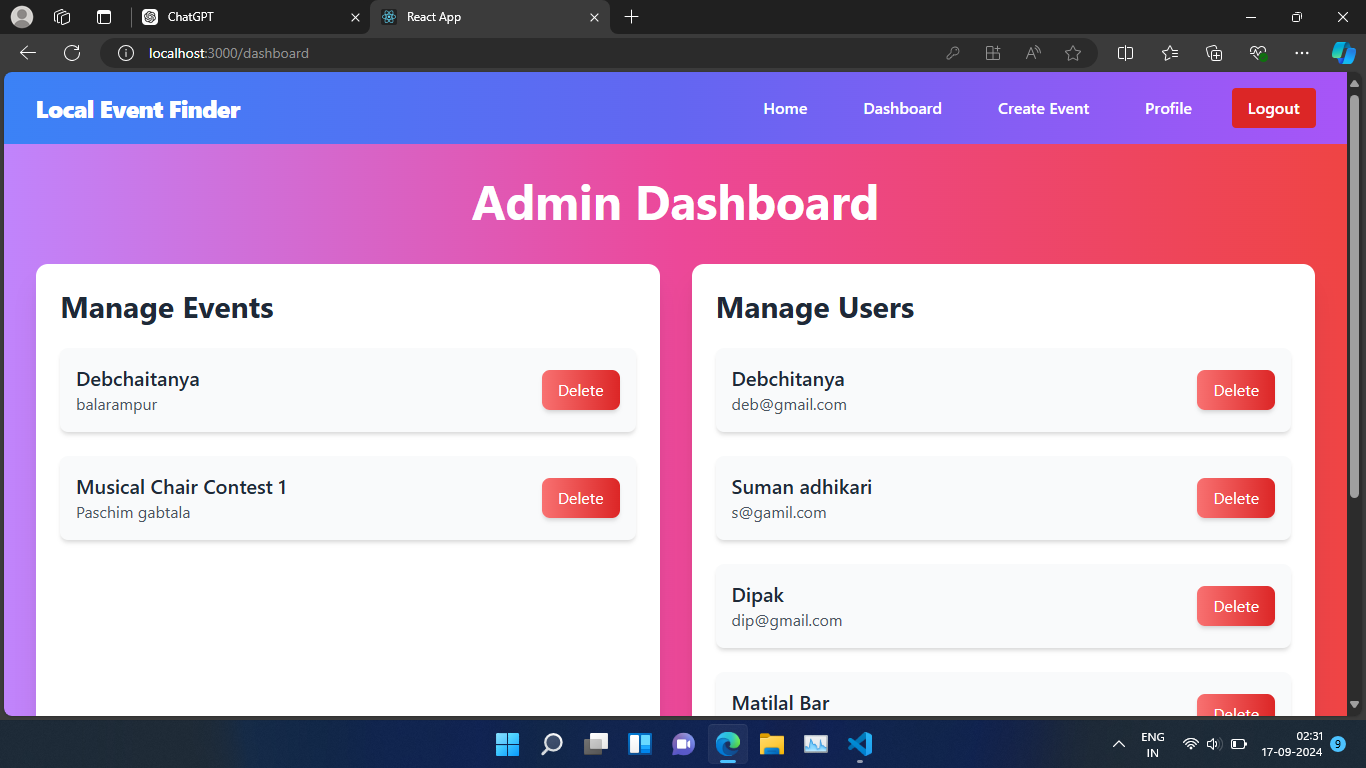 ChatGPT
React App
localhost:3000/dashboard
Local Event Finder
Home
Dashboard
Create Event
Profile
Logout
Admin Dashboard
Manage Events
Debchaitanya
balarampur
Delete
Musical Chair Contest 1
Paschim gabtala
Delete
Manage Users
Debchitanya
deb@gmail.com
Delete
Suman adhikari
s@gamil.com
Delete
Dipak
dip@gmail.com
Delete
Matilal Bar
Delete
ENG
IN
02:31
17-09-2024
9